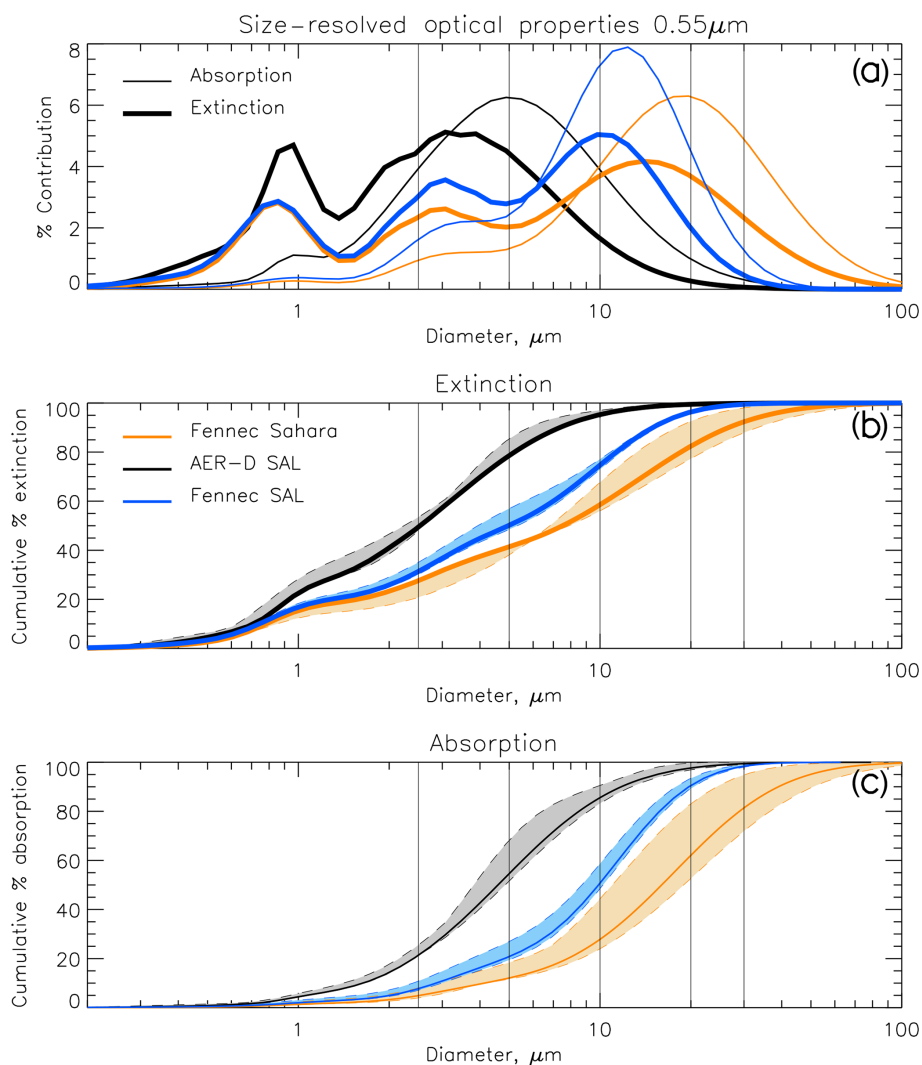 Size-resolved optical properties 0.55μm
(a)
Absorption
Extinction
% Contribution
8
6
4
2
0
1 10 100
Diameter, μm
Extinction
(b)
Fennec Sahara
AER-D SAL
Fennec SAL
Cumulative % extinction
100
80
60
40
20
0
1 10 100
Diameter, μm
Absorption
(c)
Cumulative % absorption
100
80
60
40
20
0
1 10 100
Diameter, μm